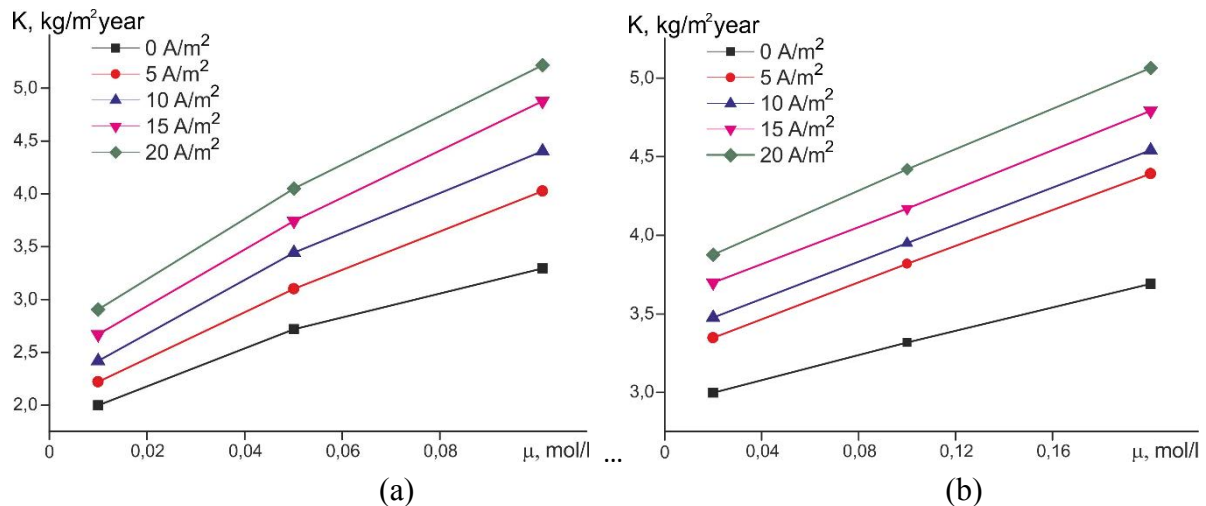 K, kg/m²year
0 A/m²
5 A/m²
10 A/m²
15 A/m²
20 A/m²
5,0
4,5
4,0
3,5
3,0
2,5
2,0
0
0,02
0,04
0,06
0,08
μ, mol/l
(a)
...
K, kg/m²year
0 A/m²
5 A/m²
10 A/m²
15 A/m²
20 A/m²
5,0
4,5
4,0
3,5
3,0
0
0,04
0,08
0,12
0,16
μ, mol/l
(b)